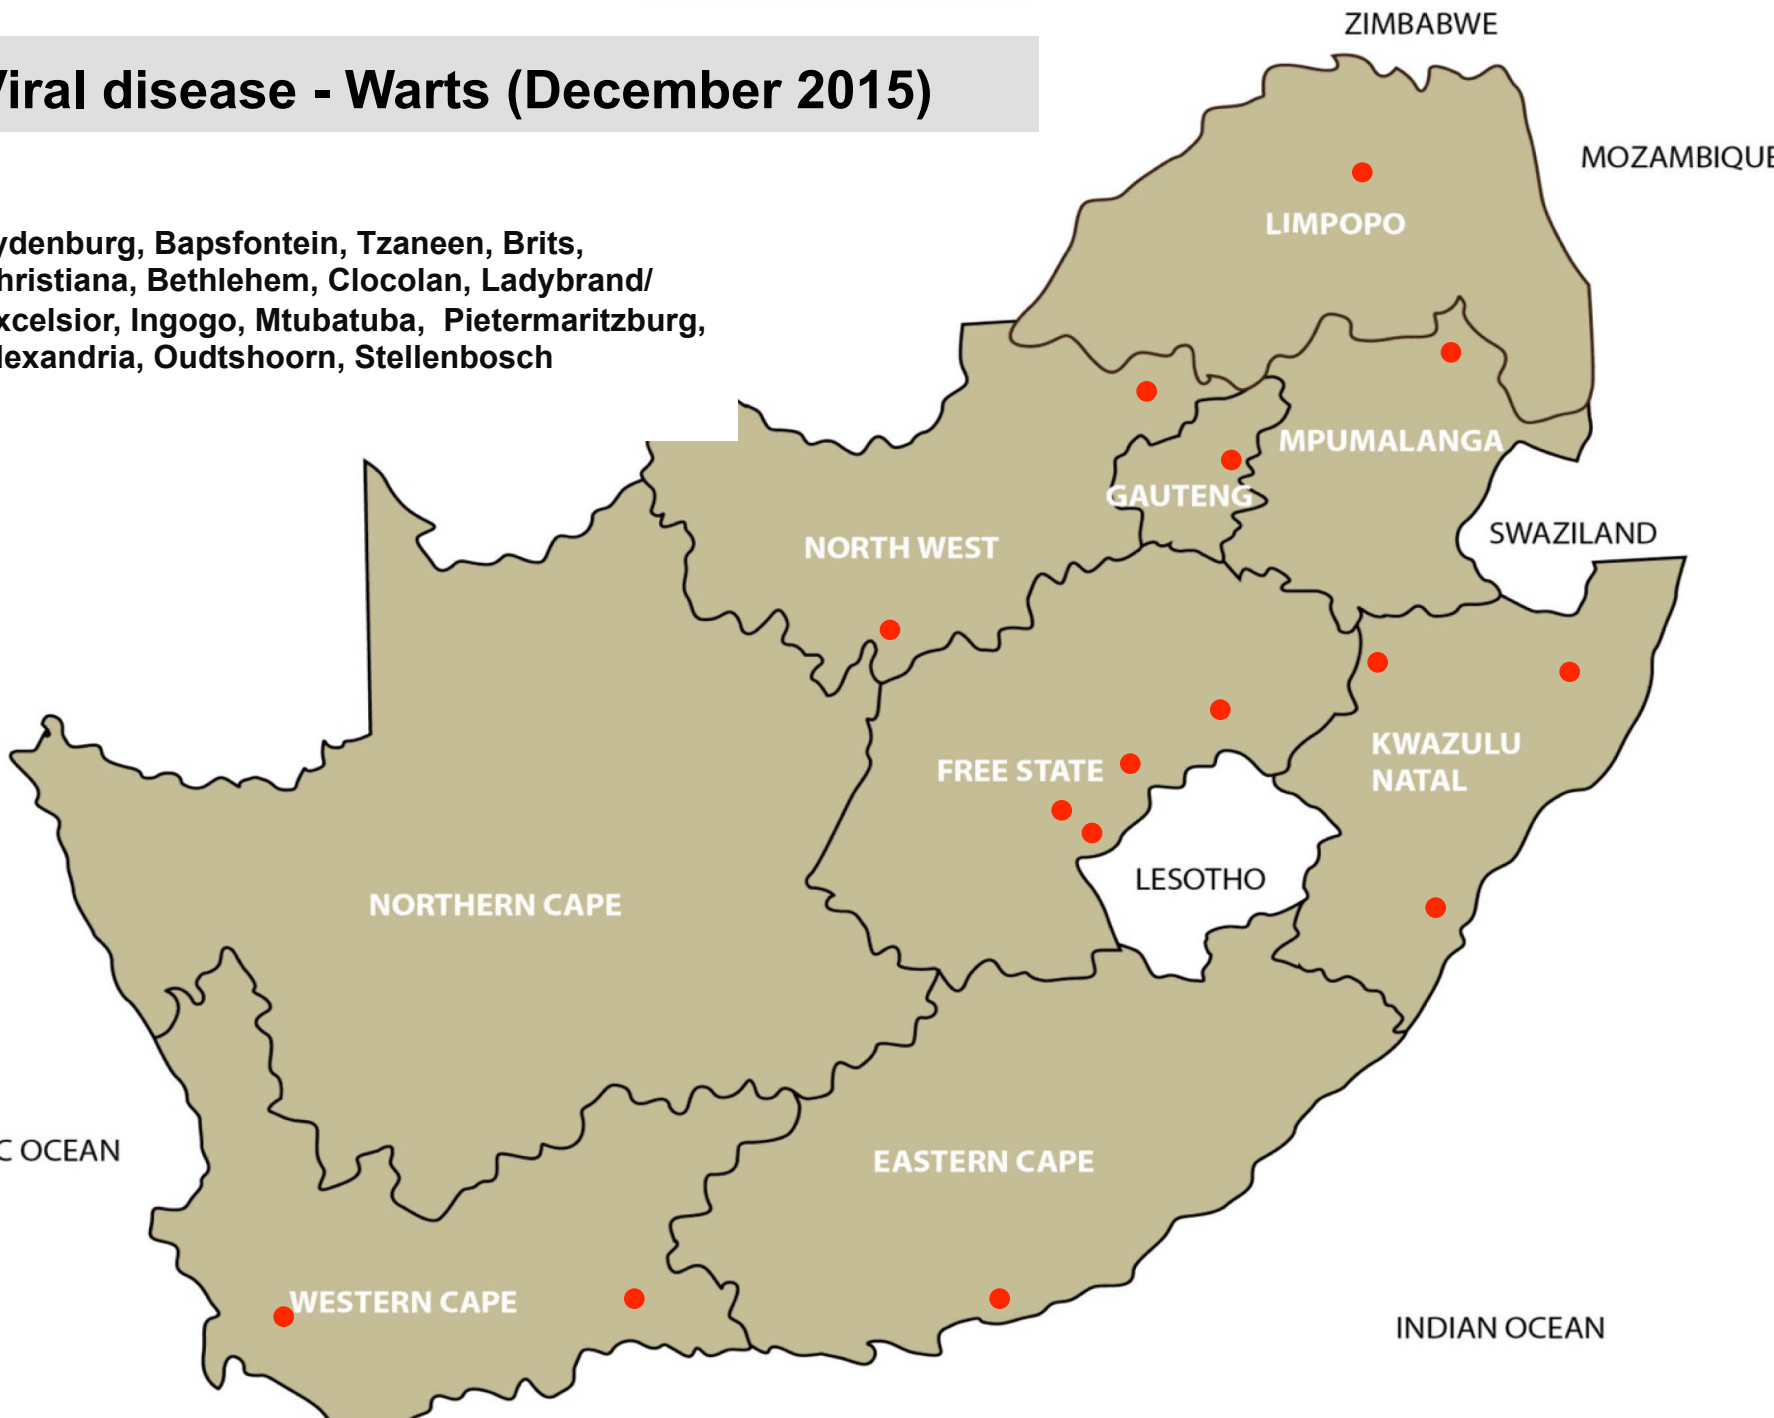 Viral disease - Warts (December 2015)
ydenburg, Bapsfontein, Tzaneen, Brits,
hristiana, Bethlehem, Clocolan, Ladybrand/
xcelsior, Ingogo, Mtubatuba, Pietermaritzburg,
lexandria, Oudtshoorn, Stellenbosch
ZIMBABWE
MOZAMBIQUE
LIMPOPO
MPUMALANGA
GAUTENG
SWAZILAND
NORTH WEST
KWAZULU
NATAL
FREE STATE
LESOTHO
NORTHERN CAPE
C OCEAN
EASTERN CAPE
WESTERN CAPE
INDIAN OCEAN